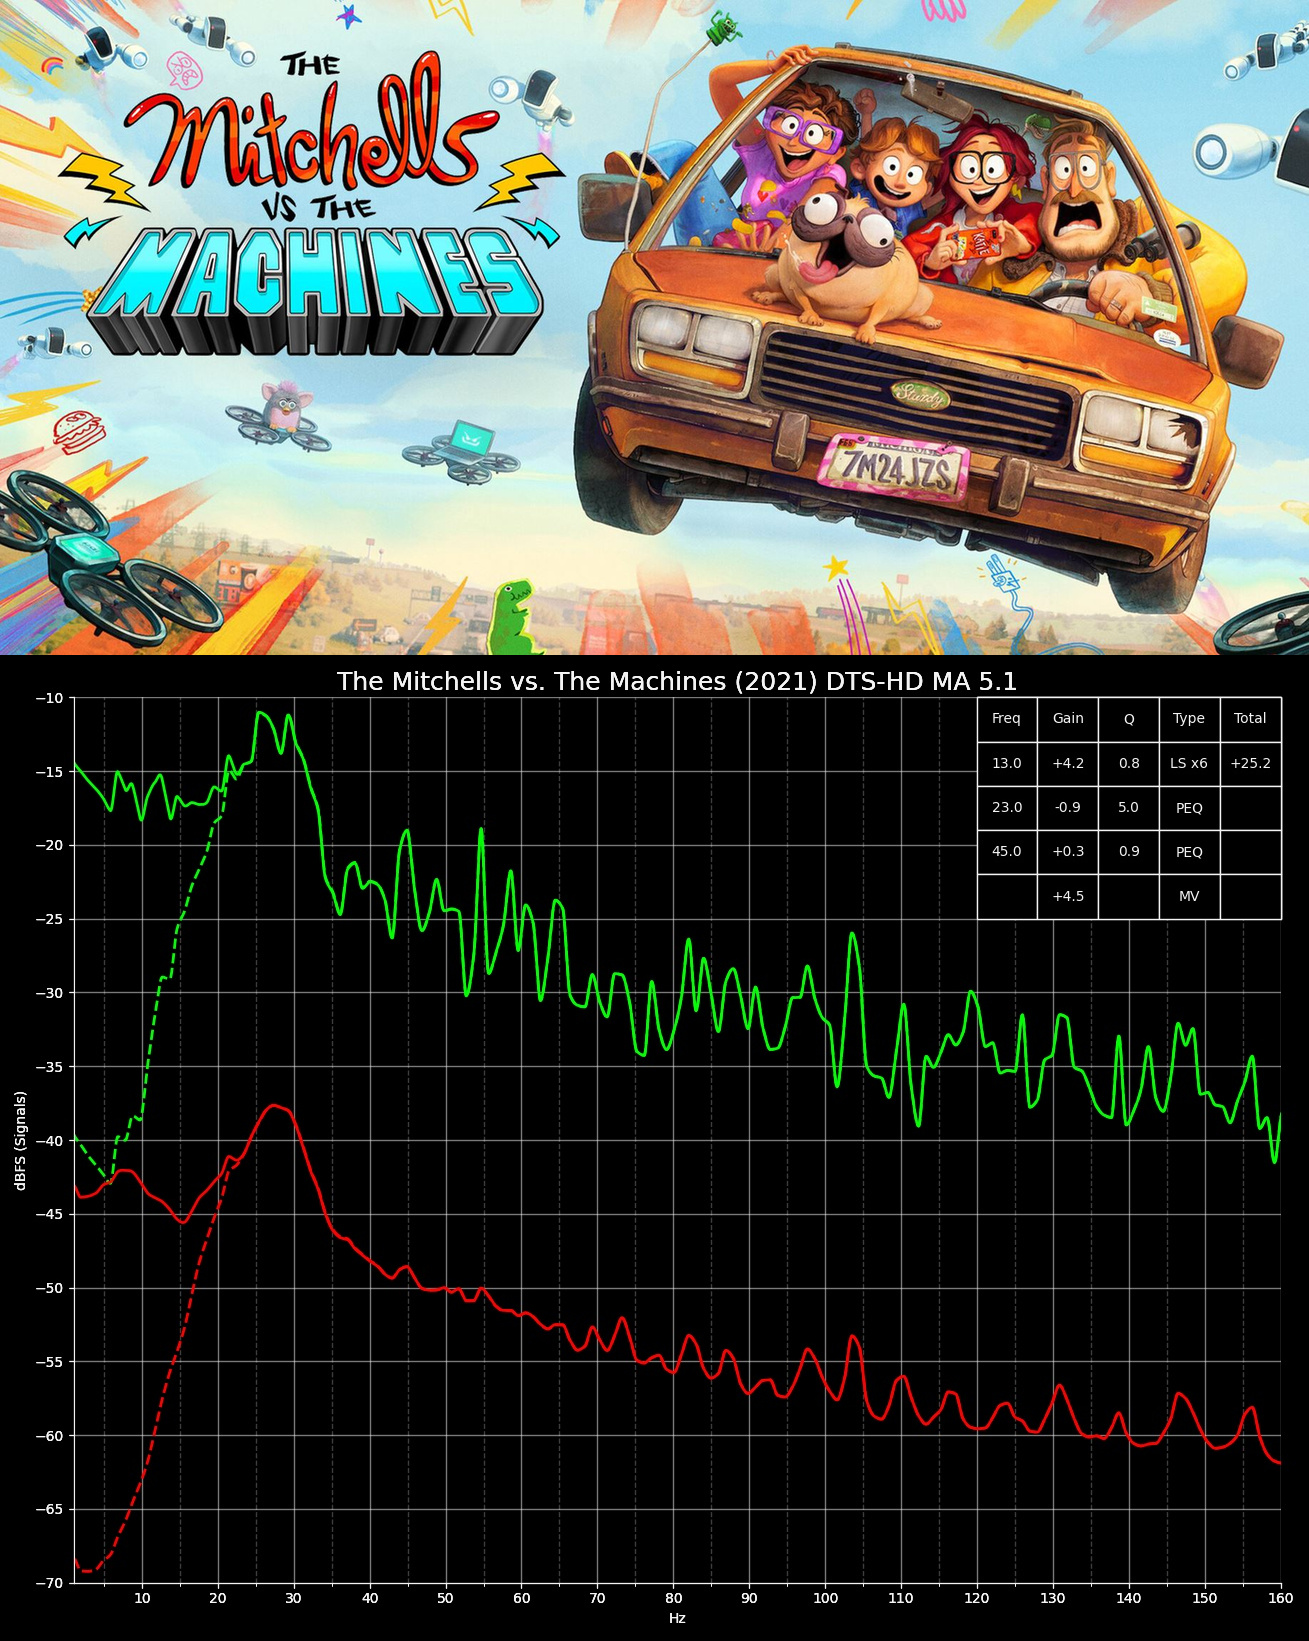 THE
Mitchells
VS THE
MACHINES
KATIE
Sturdy
FEB
7M24JZS
The Mitchells vs. The Machines (2021) DTS-HD MA 5.1
Freq Gain Q Type Total
13.0 +4.2 0.8 LS x6 +25.2
23.0 -0.9 5.0 PEQ
45.0 +0.3 0.9 PEQ
+4.5 MV
−10
−15
−20
−25
−30
−35
−40
−45
−50
−55
−60
−65
−70
dBFS (Signals)
10 20 30 40 50 60 70 80 90 100 110 120 130 140 150 160
Hz